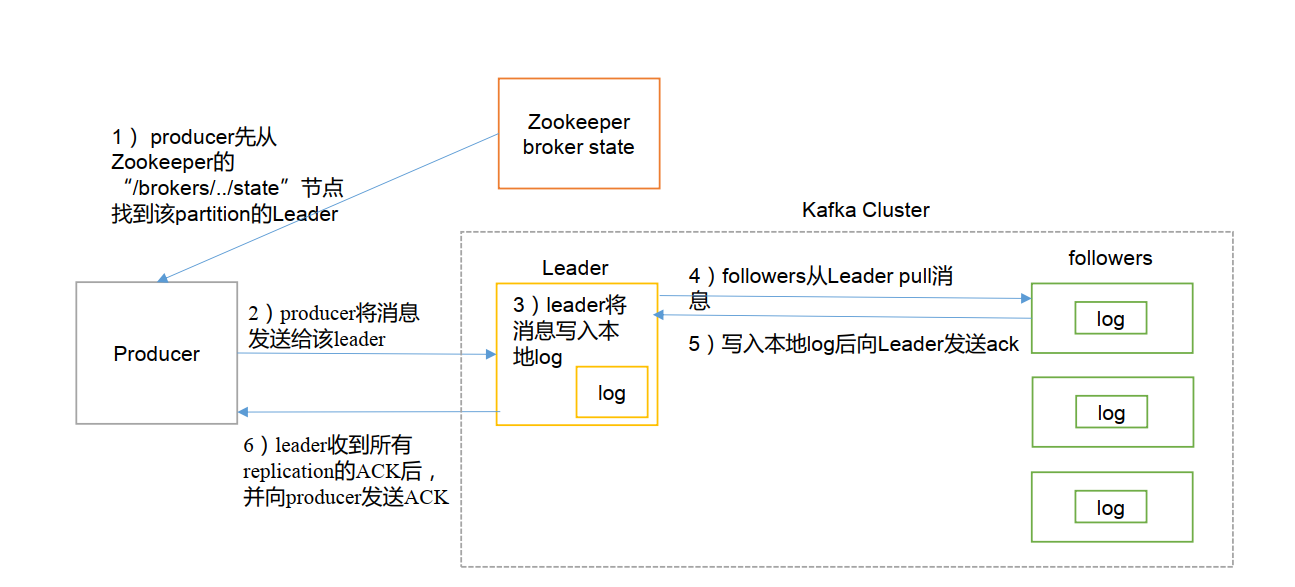 Zookeeper
broker state
1） producer先从
Zookeeper的
“/brokers/../state”节点
找到该partition的Leader
Kafka Cluster
Leader
followers
4）followers从Leader pull消
息
3）leader将
消息写入本
地log
log
2）producer将消息
发送给该leader
Producer
log
5）写入本地log后向Leader发送ack
6）leader收到所有
replication的ACK后，
并向producer发送ACK
log
log